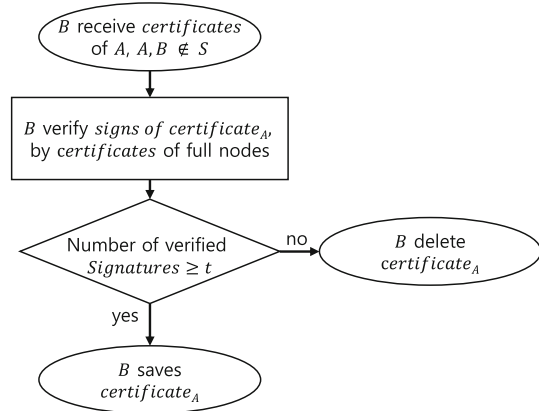 B receive certificates
of A, A, B ∉ S
B verify signs of certificate_A,
by certificates of full nodes
Number of verified
Signatures ≥ t
no
B delete
certificate_A
yes
B saves
certificate_A